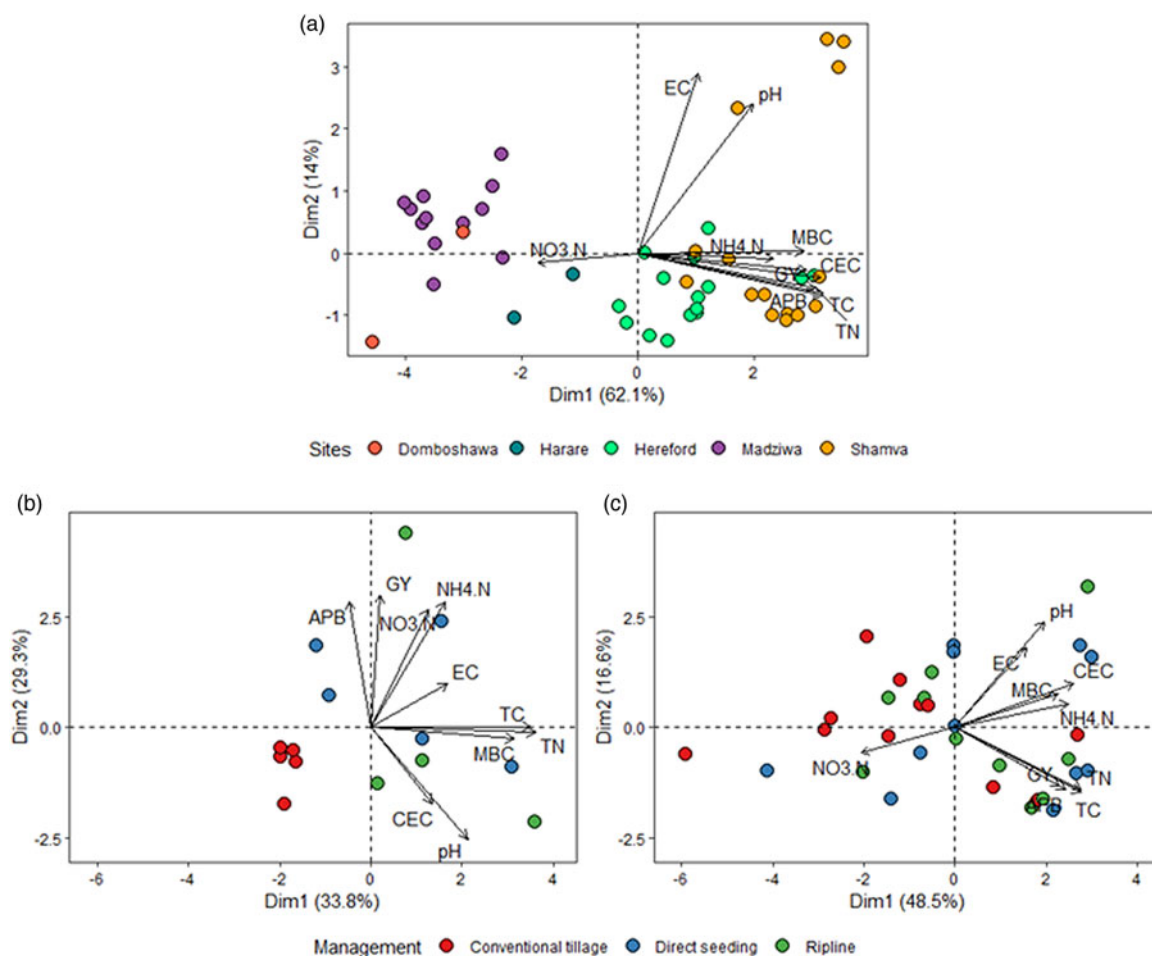 (a)
3
2
1
0
-1
Dim2 (14%)
EC
pH
NO3.N
NH4.N
MBC
GY
CEC
APB
TC
TN
-4 -2 0 2
Dim1 (62.1%)
Sites Domboshawa Harare Hereford Madziwa Shamva
(b)
2.5
0.0
-2.5
Dim2 (29.3%)
APB
GY
NH4.N
NO3.N
EC
TC
TN
MBC
CEC
pH
-6 -4 -2 0 2 4
Dim1 (33.8%)
(c)
2.5
0.0
-2.5
Dim2 (16.6%)
pH
EC
CEC
MBC
NH4.N
NO3.N
GY
TN
TC
-6 -4 -2 0 2 4
Dim1 (48.5%)
Management Conventional tillage Direct seeding Ripline